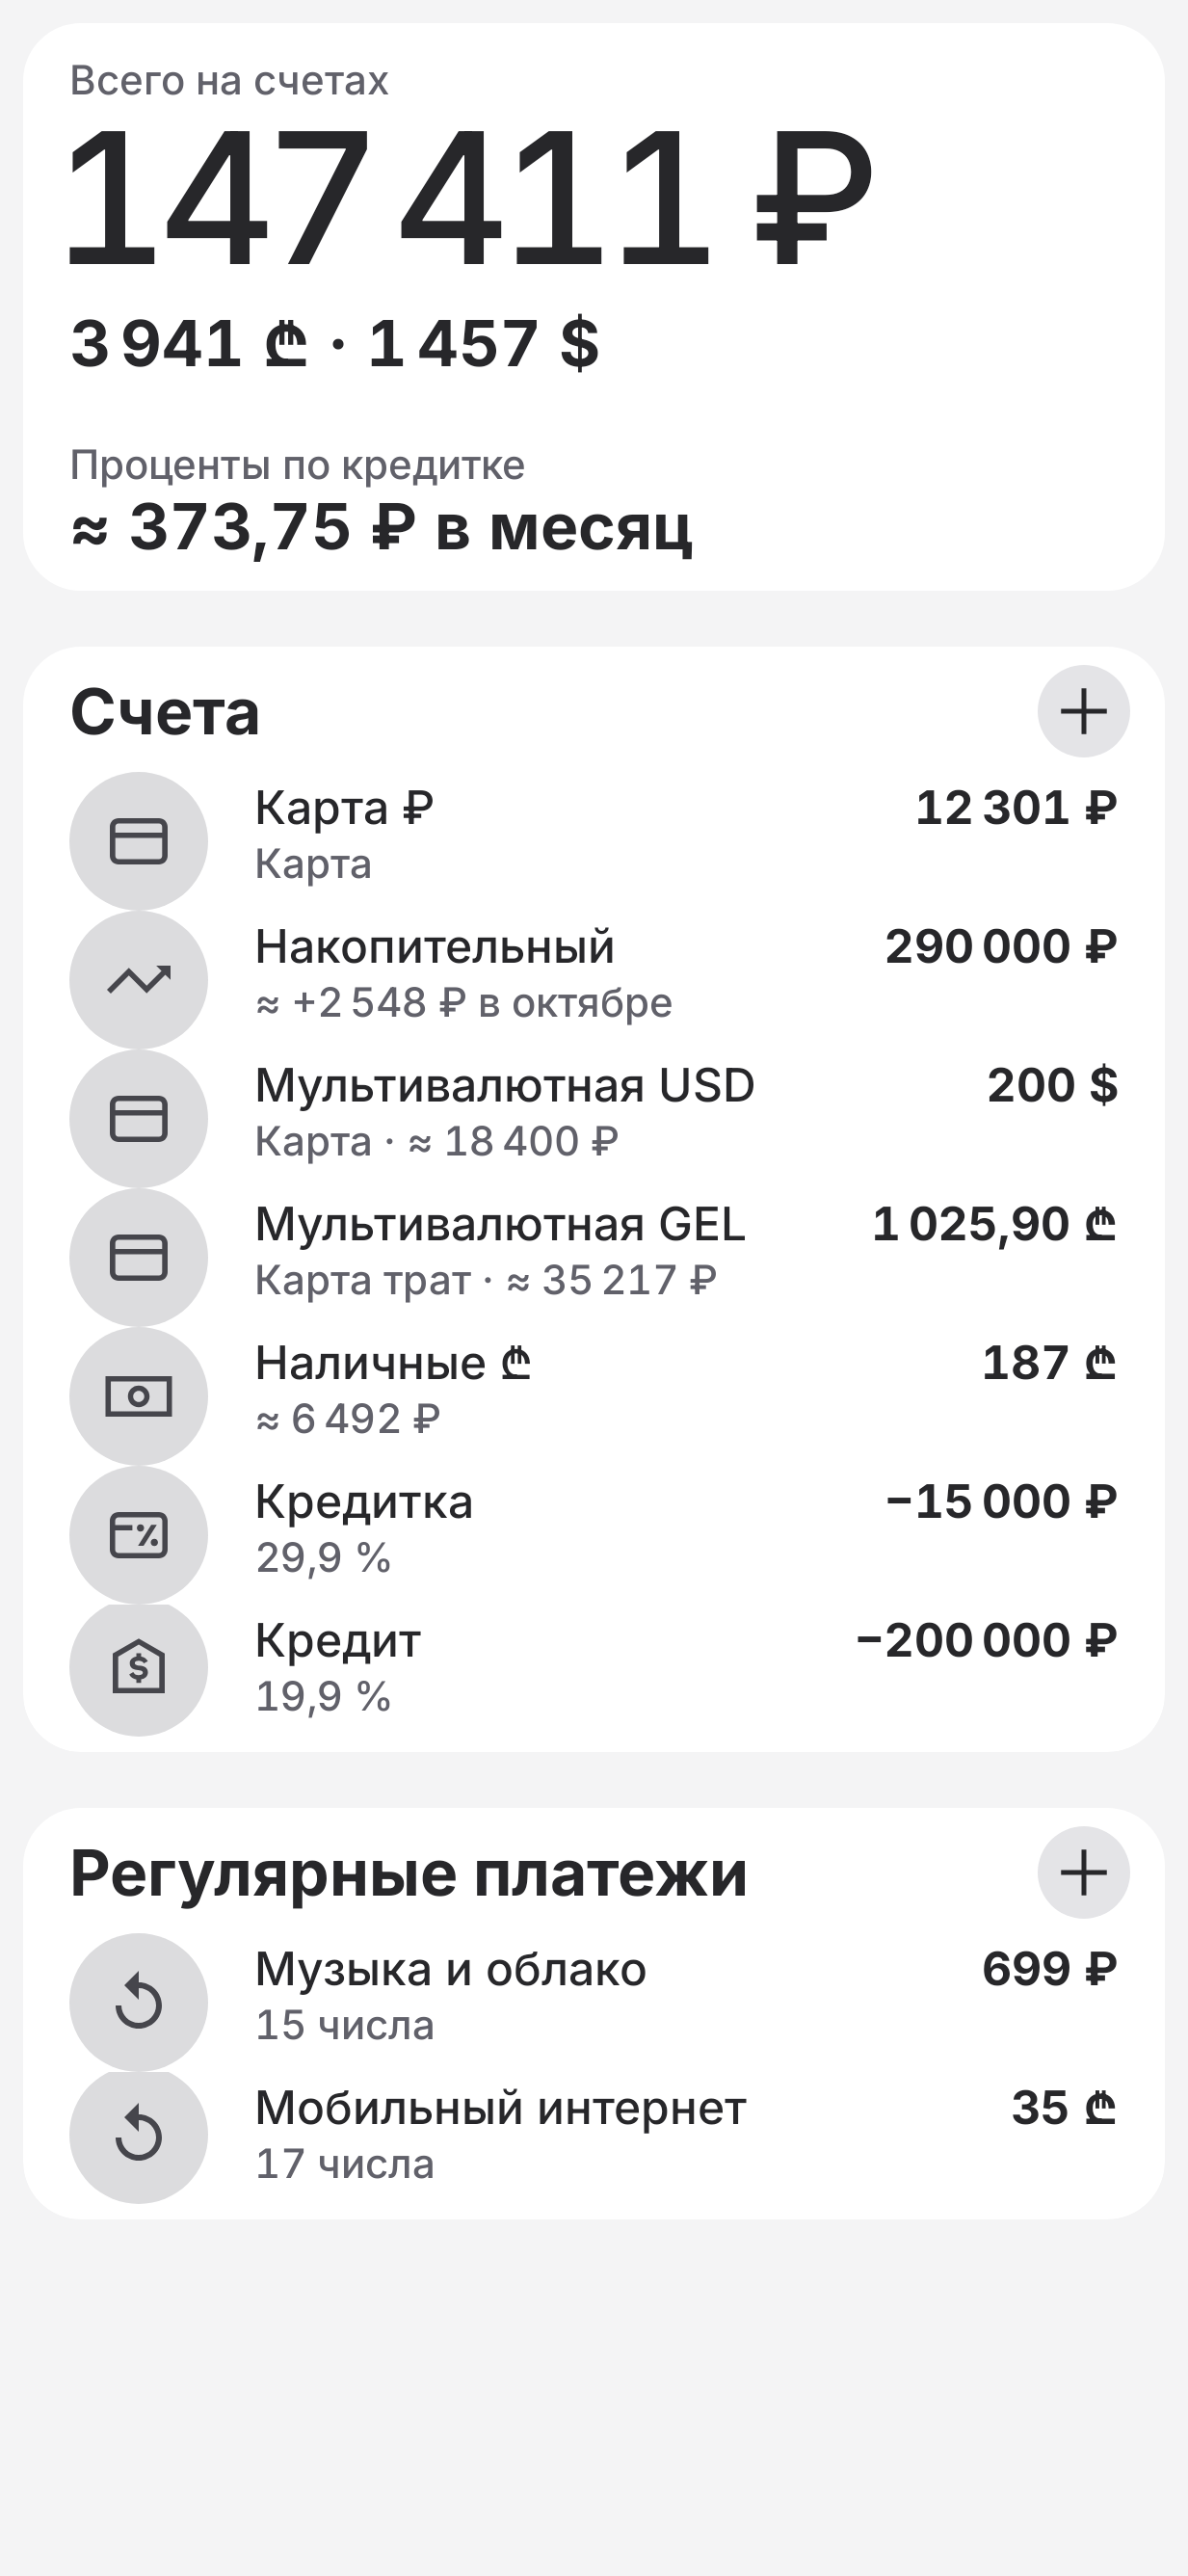 Всего на счетах
147 411 ₽
3 941 ₾ · 1 457 $
Проценты по кредитке
≈ 373,75 ₽ в месяц
Счета
Карта ₽ 12 301 ₽
Карта
Накопительный 290 000 ₽
≈ +2 548 ₽ в октябре
Мультивалютная USD 200 $
Карта · ≈ 18 400 ₽
Мультивалютная GEL 1 025,90 ₾
Карта трат · ≈ 35 217 ₽
Наличные ₾ 187 ₾
≈ 6 492 ₽
Кредитка −15 000 ₽
29,9 %
Кредит −200 000 ₽
19,9 %
Регулярные платежи
Музыка и облако 699 ₽
15 числа
Мобильный интернет 35 ₾
17 числа